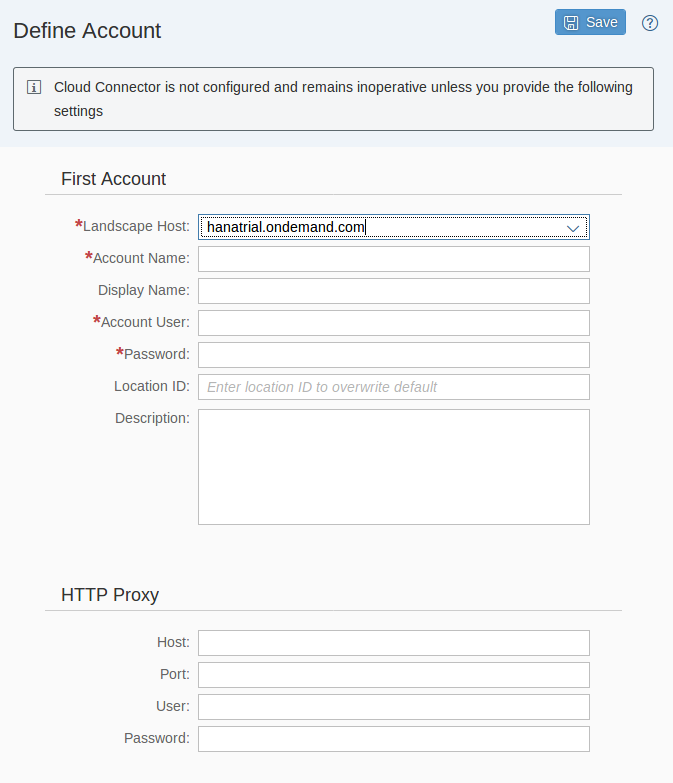 Define Account
Save
Cloud Connector is not configured and remains inoperative unless you provide the following
settings
First Account
*Landscape Host: hanatrial.ondemand.com
*Account Name:
Display Name:
*Account User:
*Password:
Location ID: Enter location ID to overwrite default
Description:
HTTP Proxy
Host:
Port:
User:
Password: